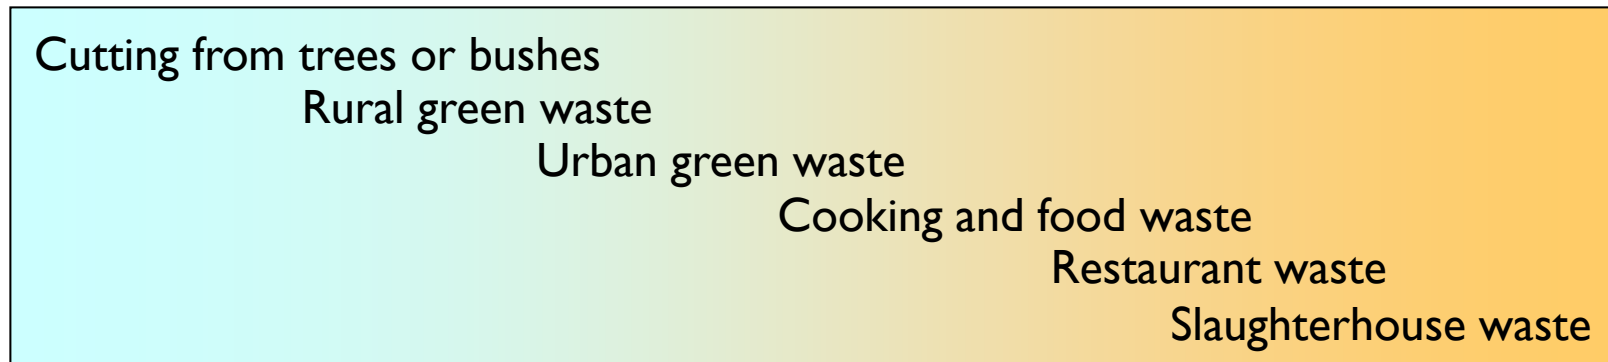 Cutting from trees or bushes
Rural green waste
Urban green waste
Cooking and food waste
Restaurant waste
Slaughterhouse waste